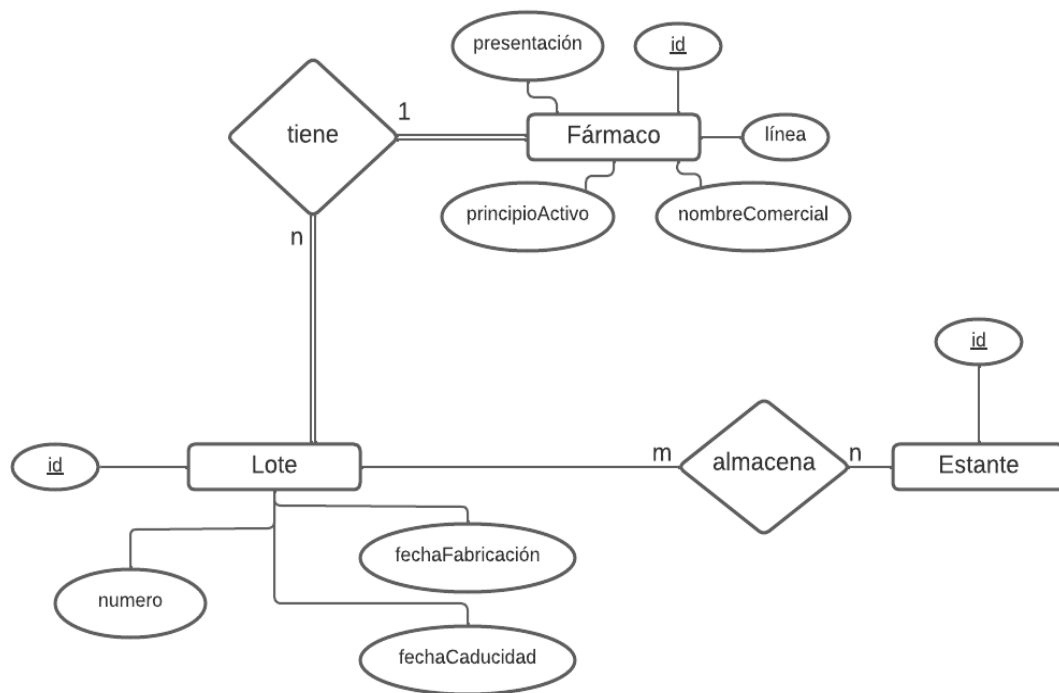 presentación
id
1
tiene
Fármaco
línea
principioActivo
nombreComercial
n
id
id
Lote
m
almacena
n
Estante
fechaFabricación
numero
fechaCaducidad